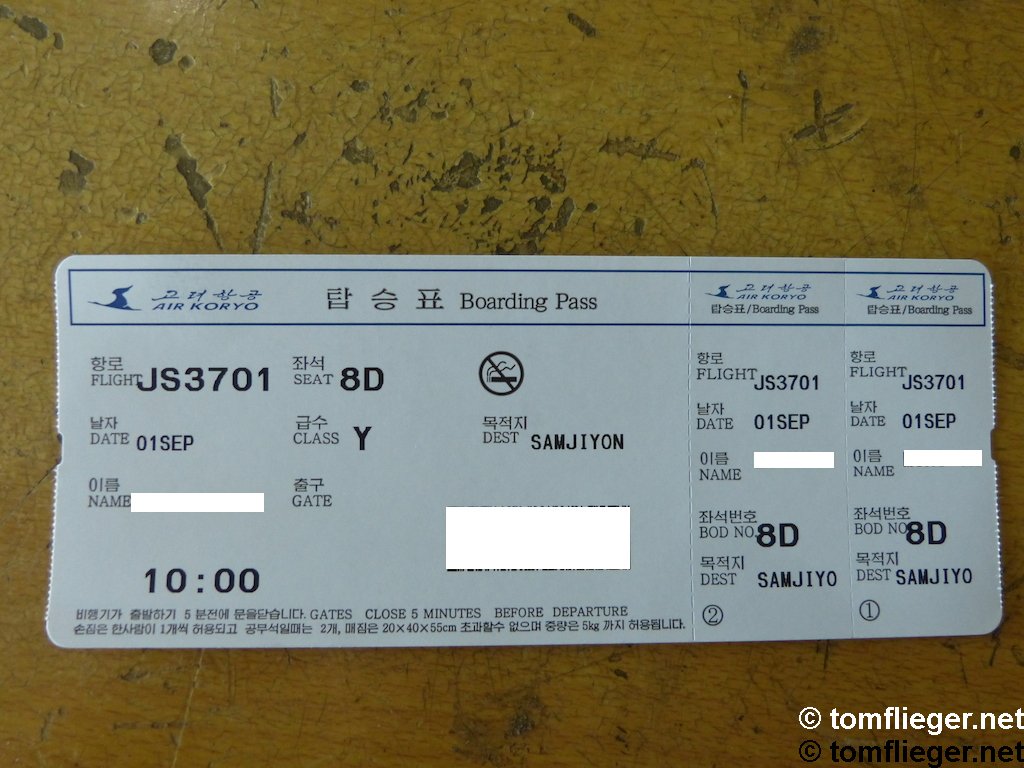 고려항공
AIR KORYO
탑 승 표 Boarding Pass
항로
FLIGHT JS3701
좌석
SEAT 8D
날자
DATE 01SEP
급수
CLASS Y
목적지
DEST SAMJIYON
이름
NAME
출구
GATE
10:00
비행기가 출발하기 5 분전에 문을닫습니다. GATES CLOSE 5 MINUTES BEFORE DEPARTURE
손짐은 한사람이 1개씩 허용되고 공무석일때는 2개, 매짐은 20×40×55cm 초과할수 없으며 중량은 5kg 까지 허용됩니다.
고려항공
AIR KORYO
탑승표/Boarding Pass
항로
FLIGHT JS3701
날자
DATE 01SEP
이름
NAME
좌석번호
BOD NO. 8D
목적지
DEST SAMJIYO
②
고려항공
AIR KORYO
탑승표/Boarding Pass
항로
FLIGHT JS3701
날자
DATE 01SEP
이름
NAME
좌석번호
BOD NO. 8D
목적지
DEST SAMJIYO
①
© tomflieger.net
© tomflieger.net